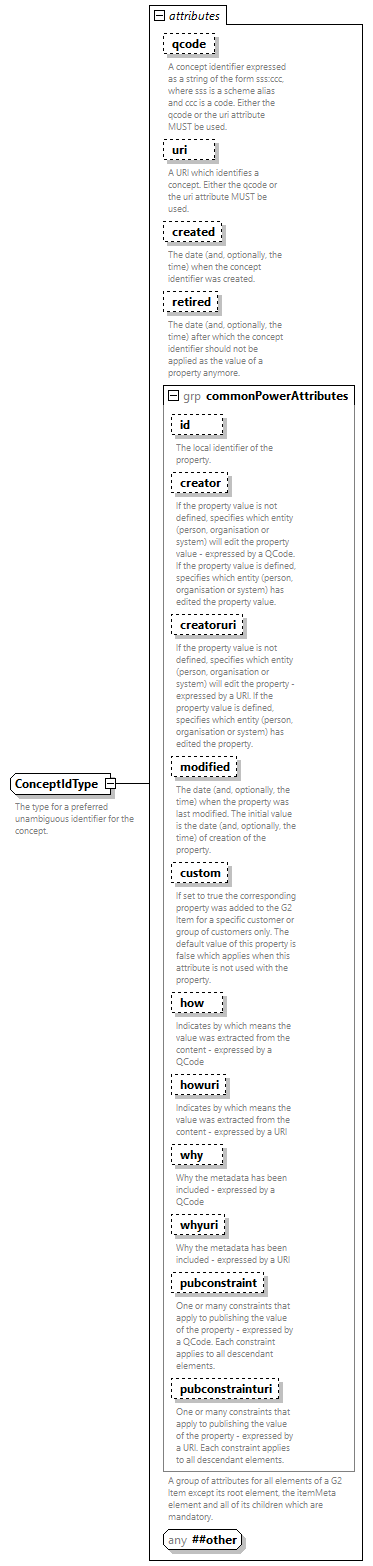 attributes
qcode
A concept identifier expressed
as a string of the form sss:ccc,
where sss is a scheme alias
and ccc is a code. Either the
qcode or the uri attribute
MUST be used.
uri
A URI which identifies a
concept. Either the qcode or
the uri attribute MUST be
used.
created
The date (and, optionally, the
time) when the concept
identifier was created.
retired
The date (and, optionally, the
time) after which the concept
identifier should not be
applied as the value of a
property anymore.
grp commonPowerAttributes
id
The local identifier of the
property.
creator
If the property value is not
defined, specifies which entity
(person, organisation or
system) will edit the property
value - expressed by a QCode.
If the property value is defined,
specifies which entity (person,
organisation or system) has
edited the property value.
creatoruri
If the property value is not
defined, specifies which entity
(person, organisation or
system) will edit the property -
expressed by a URI. If the
property value is defined,
specifies which entity (person,
organisation or system) has
edited the property.
modified
The date (and, optionally, the
time) when the property was
last modified. The initial value
is the date (and, optionally, the
time) of creation of the
property.
ConceptIdType
The type for a preferred
unambiguous identifier for the
concept.
custom
If set to true the corresponding
property was added to the G2
Item for a specific customer or
group of customers only. The
default value of this property is
false which applies when this
attribute is not used with the
property.
how
Indicates by which means the
value was extracted from the
content - expressed by a
QCode
howuri
Indicates by which means the
value was extracted from the
content - expressed by a URI
why
Why the metadata has been
included - expressed by a
QCode
whyuri
Why the metadata has been
included - expressed by a URI
pubconstraint
One or many constraints that
apply to publishing the value
of the property - expressed by
a QCode. Each constraint
applies to all descendant
elements.
pubconstrainturi
One or many constraints that
apply to publishing the value
of the property - expressed by
a URI. Each constraint applies
to all descendant elements.
A group of attributes for all elements of a G2
Item except its root element, the itemMeta
element and all of its children which are
mandatory.
any ##other